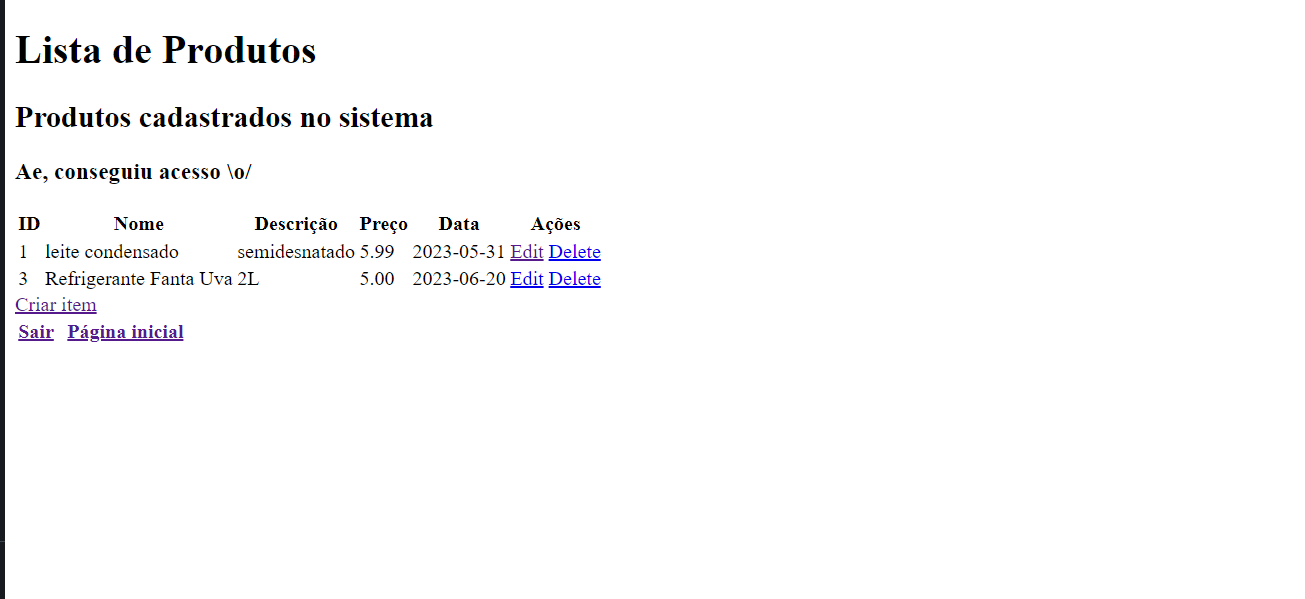 Lista de Produtos
Produtos cadastrados no sistema
Ae, conseguiu acesso \o/
ID Nome Descrição Preço Data Ações
1 leite condensado semidesnatado 5.99 2023-05-31 Edit Delete
3 Refrigerante Fanta Uva 2L 5.00 2023-06-20 Edit Delete
Criar item
Sair Página inicial